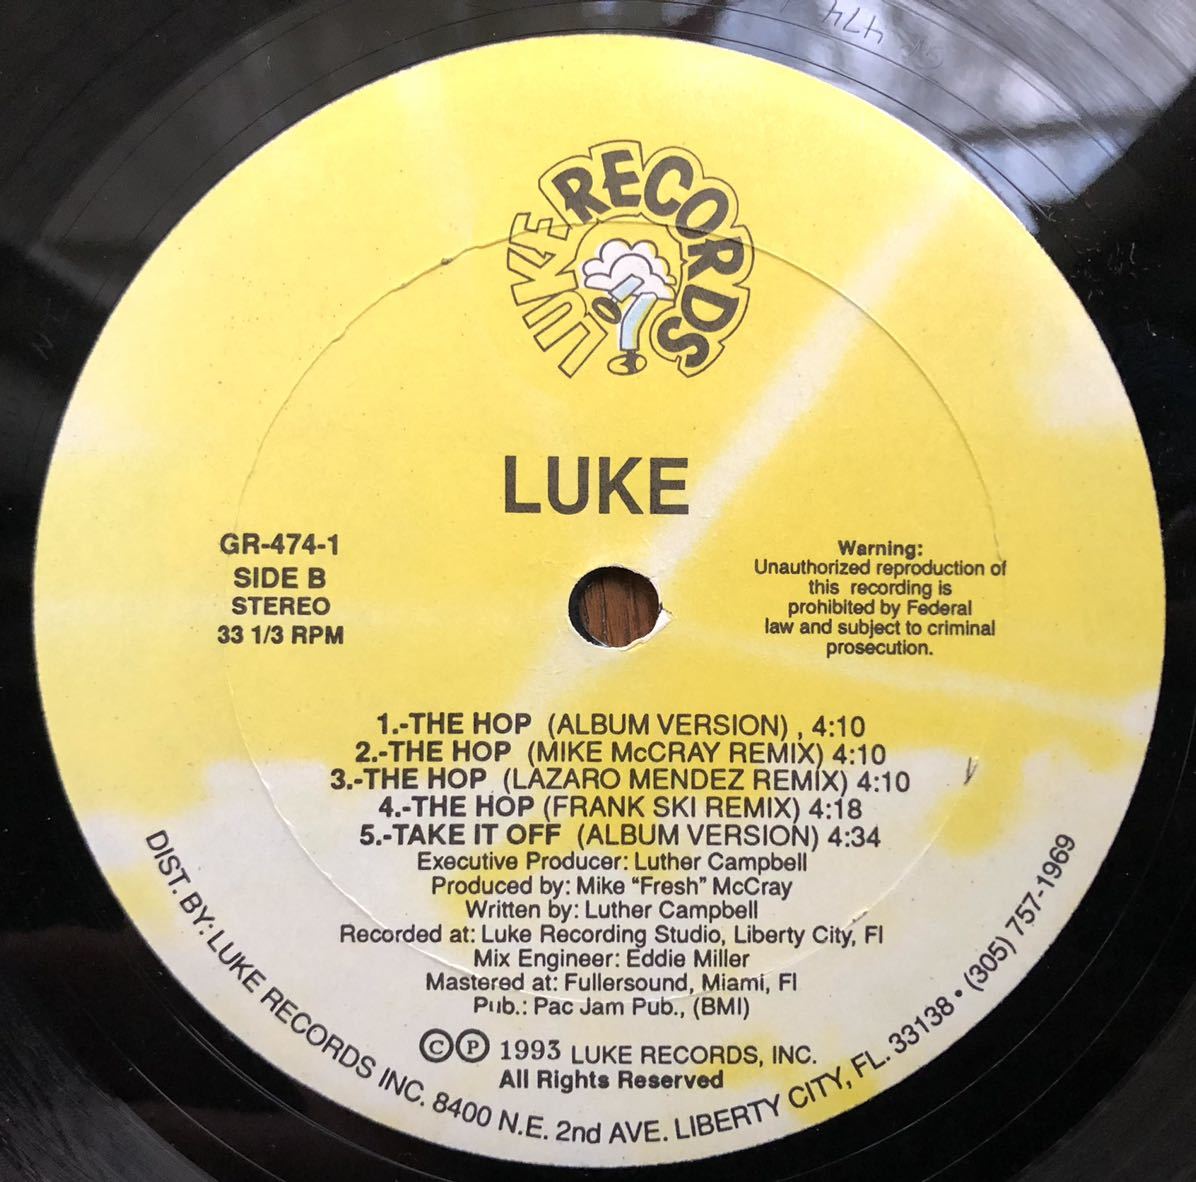 474
LUKE RECORDS
LUKE
GR-474-1
SIDE B
STEREO
33 1/3 RPM
Warning:
Unauthorized reproduction of
this recording is
prohibited by Federal
law and subject to criminal
prosecution.
1.-THE HOP (ALBUM VERSION) , 4:10
2.-THE HOP (MIKE McCRAY REMIX) 4:10
3.-THE HOP (LAZARO MENDEZ REMIX) 4:10
4.-THE HOP (FRANK SKI REMIX) 4:18
5.-TAKE IT OFF (ALBUM VERSION) 4:34
Executive Producer: Luther Campbell
Produced by: Mike "Fresh" McCray
Written by: Luther Campbell
Recorded at: Luke Recording Studio, Liberty City, Fl
Mix Engineer: Eddie Miller
Mastered at: Fullersound, Miami, Fl
Pub.: Pac Jam Pub., (BMI)
©℗ 1993 LUKE RECORDS, INC.
All Rights Reserved
DIST. BY: LUKE RECORDS INC. 8400 N.E. 2nd AVE. LIBERTY CITY, FL. 33138 • (305) 757-1969